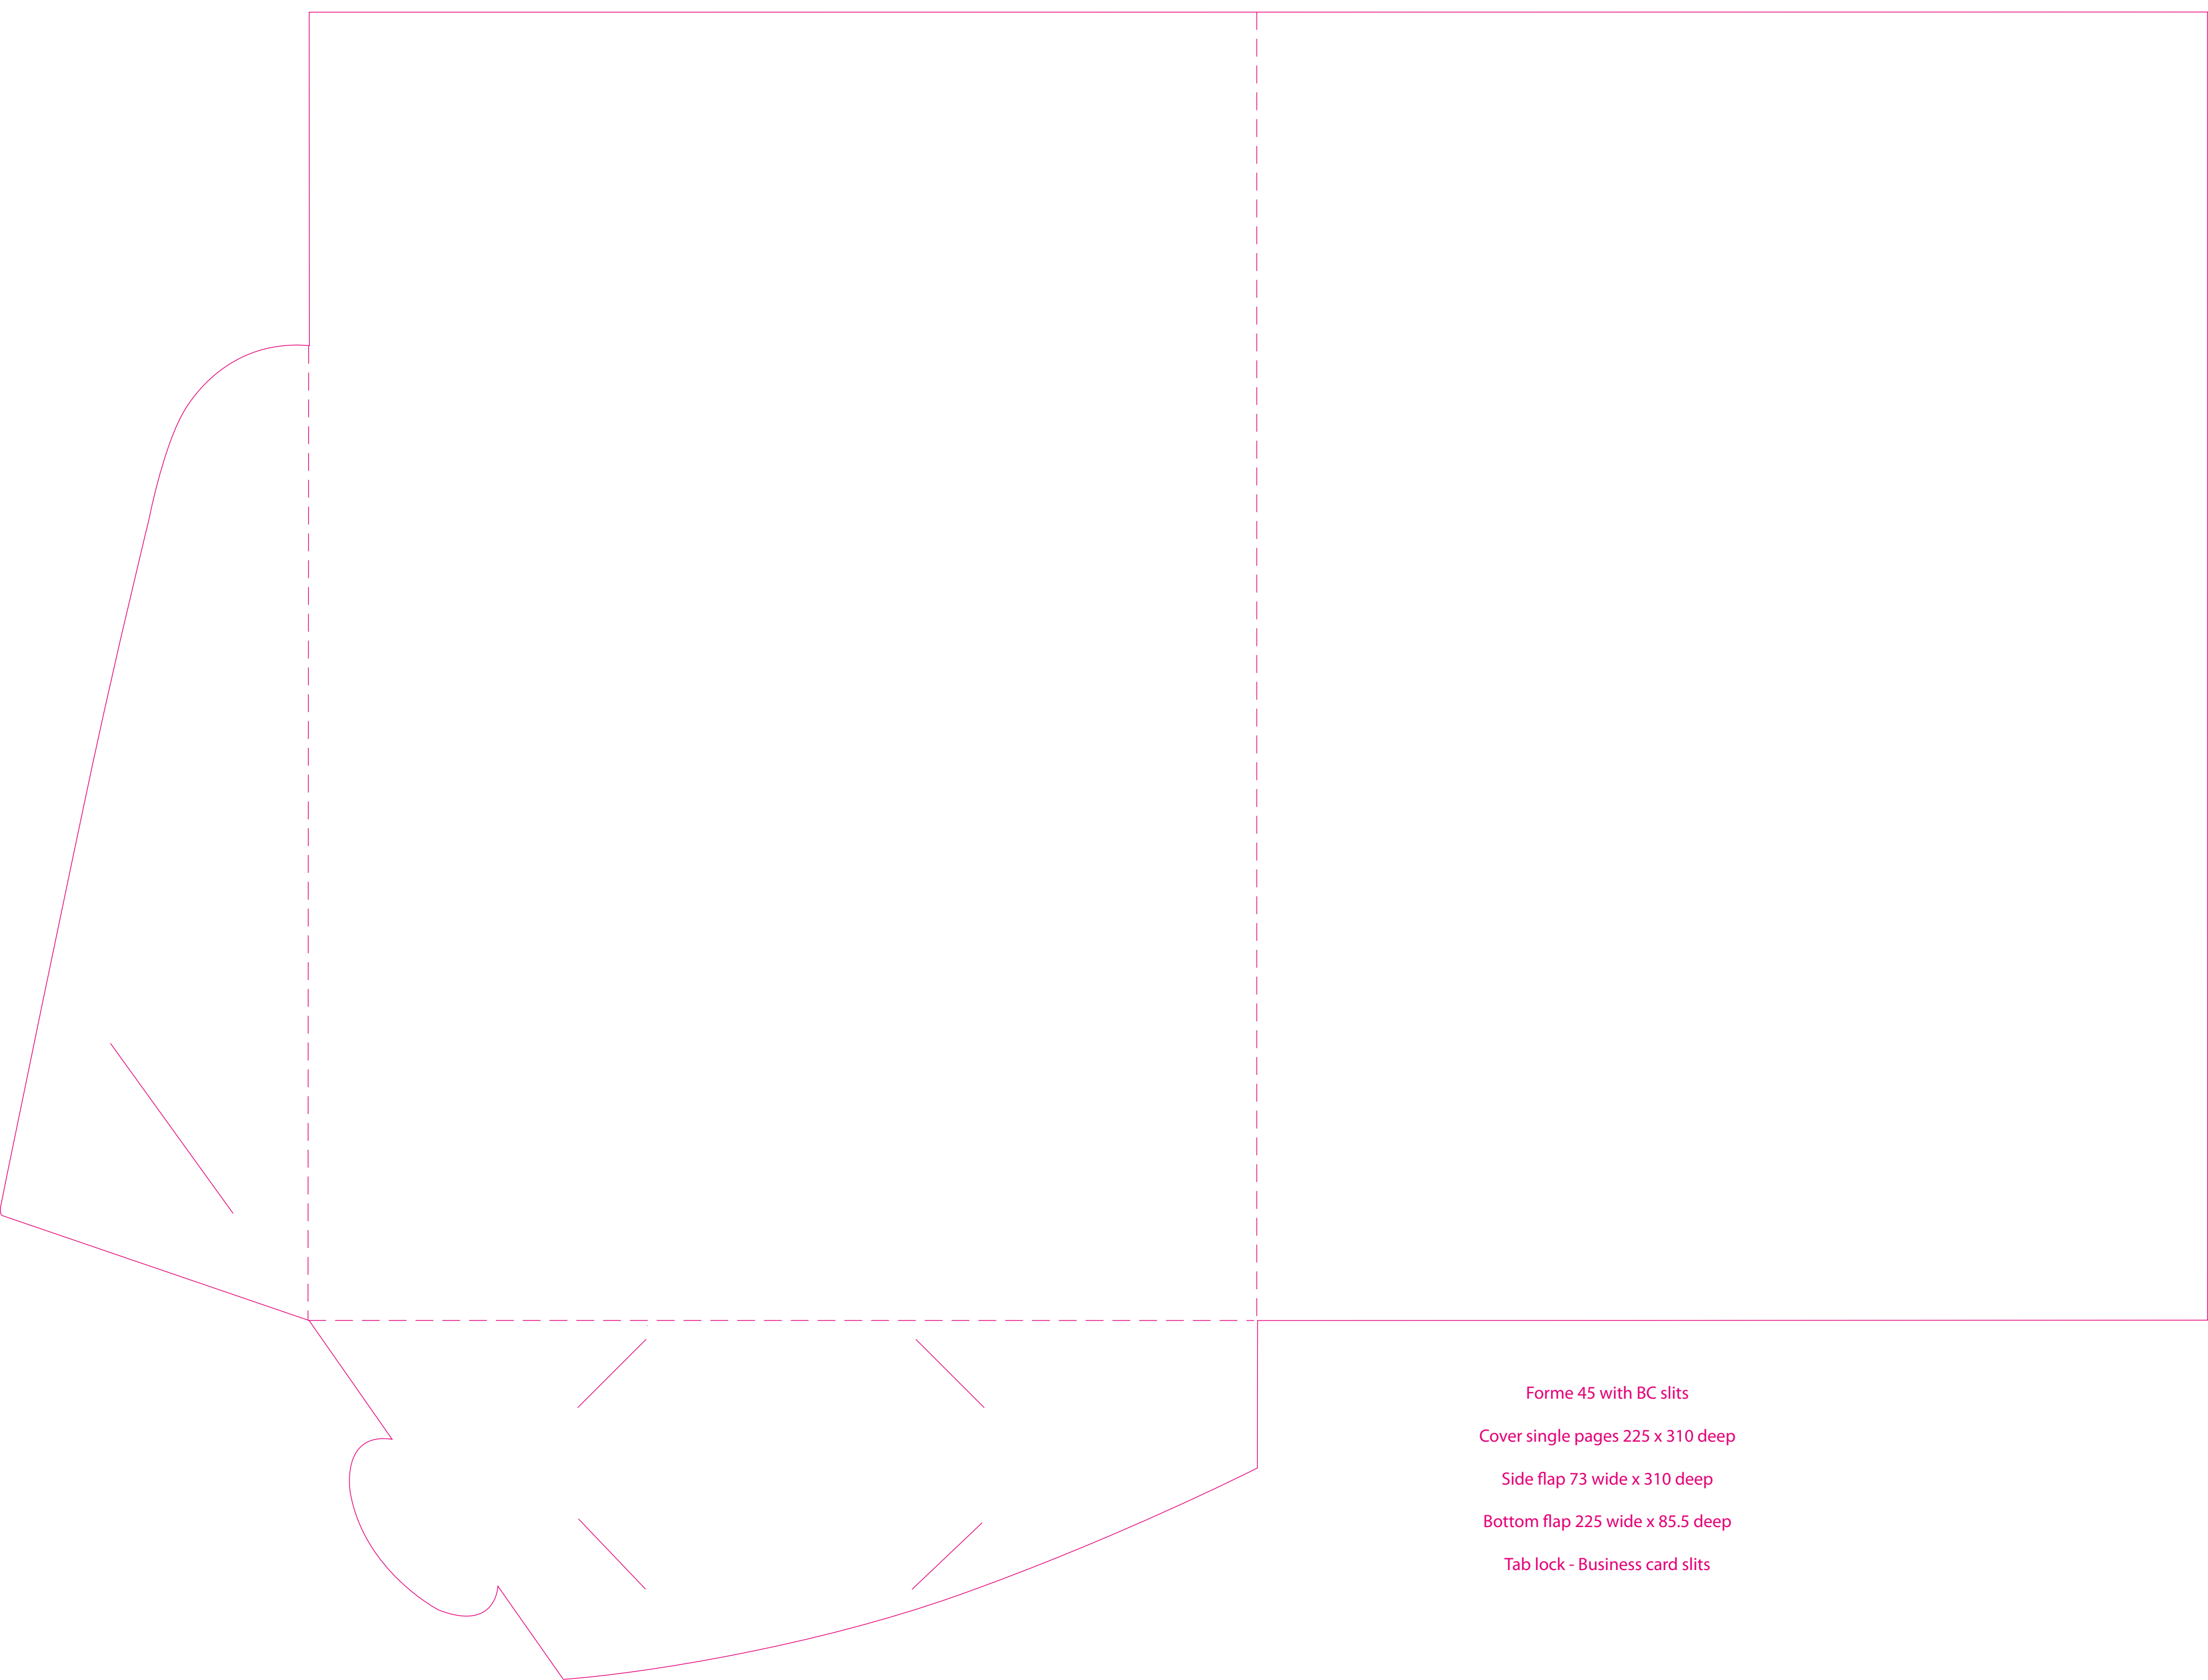 Forme 45 with BC slits
Cover single pages 225 x 310 deep
Side flap 73 wide x 310 deep
Bottom flap 225 wide x 85.5 deep
Tab lock - Business card slits